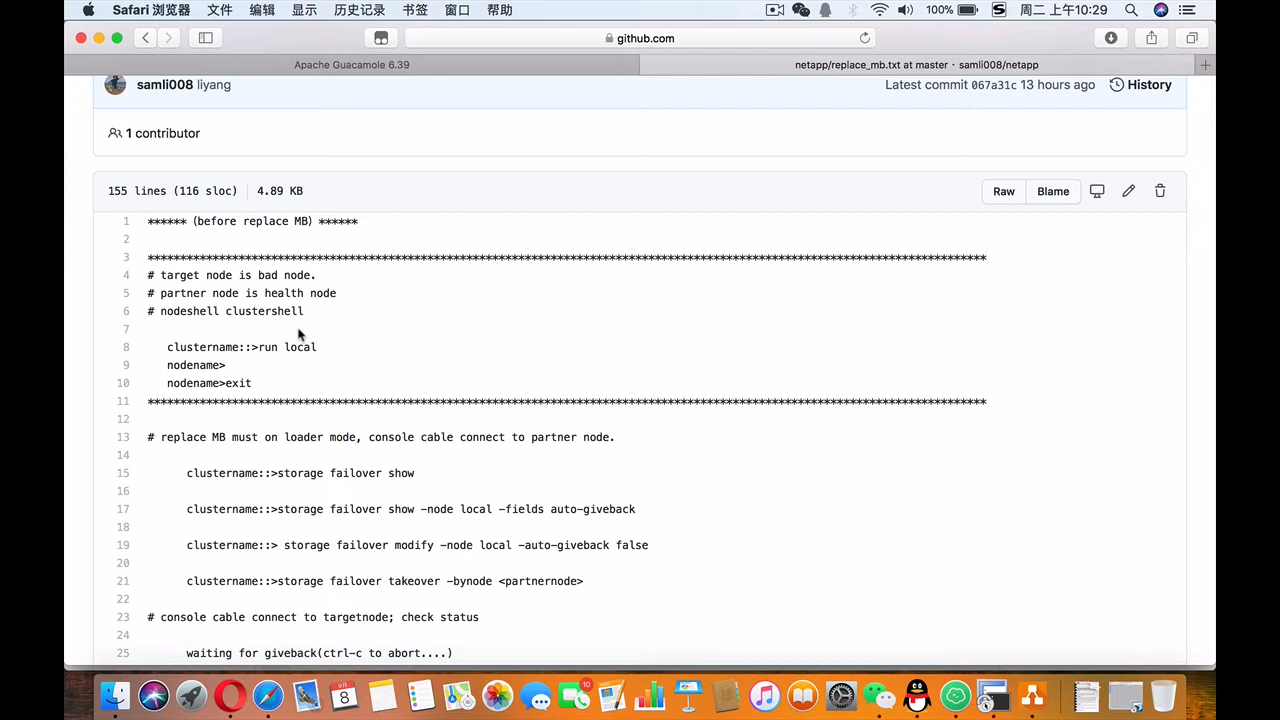 Safari 浏览器 文件 编辑 显示 历史记录 书签 窗口 帮助 100% 周二 上午10:29
github.com
Apache Guacamole 6.39 netapp/replace_mb.txt at master · samli008/netapp
samli008 liyang Latest commit 067a31c 13 hours ago History
1 contributor
155 lines (116 sloc) 4.89 KB Raw Blame
1 ****** (before replace MB) ******
2
3 *********************************************************************************************************************************
4 # target node is bad node.
5 # partner node is health node
6 # nodeshell clustershell
7
8 clustername::>run local
9 nodename>
10 nodename>exit
11 *********************************************************************************************************************************
12
13 # replace MB must on loader mode, console cable connect to partner node.
14
15 clustername::>storage failover show
16
17 clustername::>storage failover show -node local -fields auto-giveback
18
19 clustername::> storage failover modify -node local -auto-giveback false
20
21 clustername::>storage failover takeover -bynode <partnernode>
22
23 # console cable connect to targetnode; check status
24
25 waiting for giveback(ctrl-c to abort....)
8
10